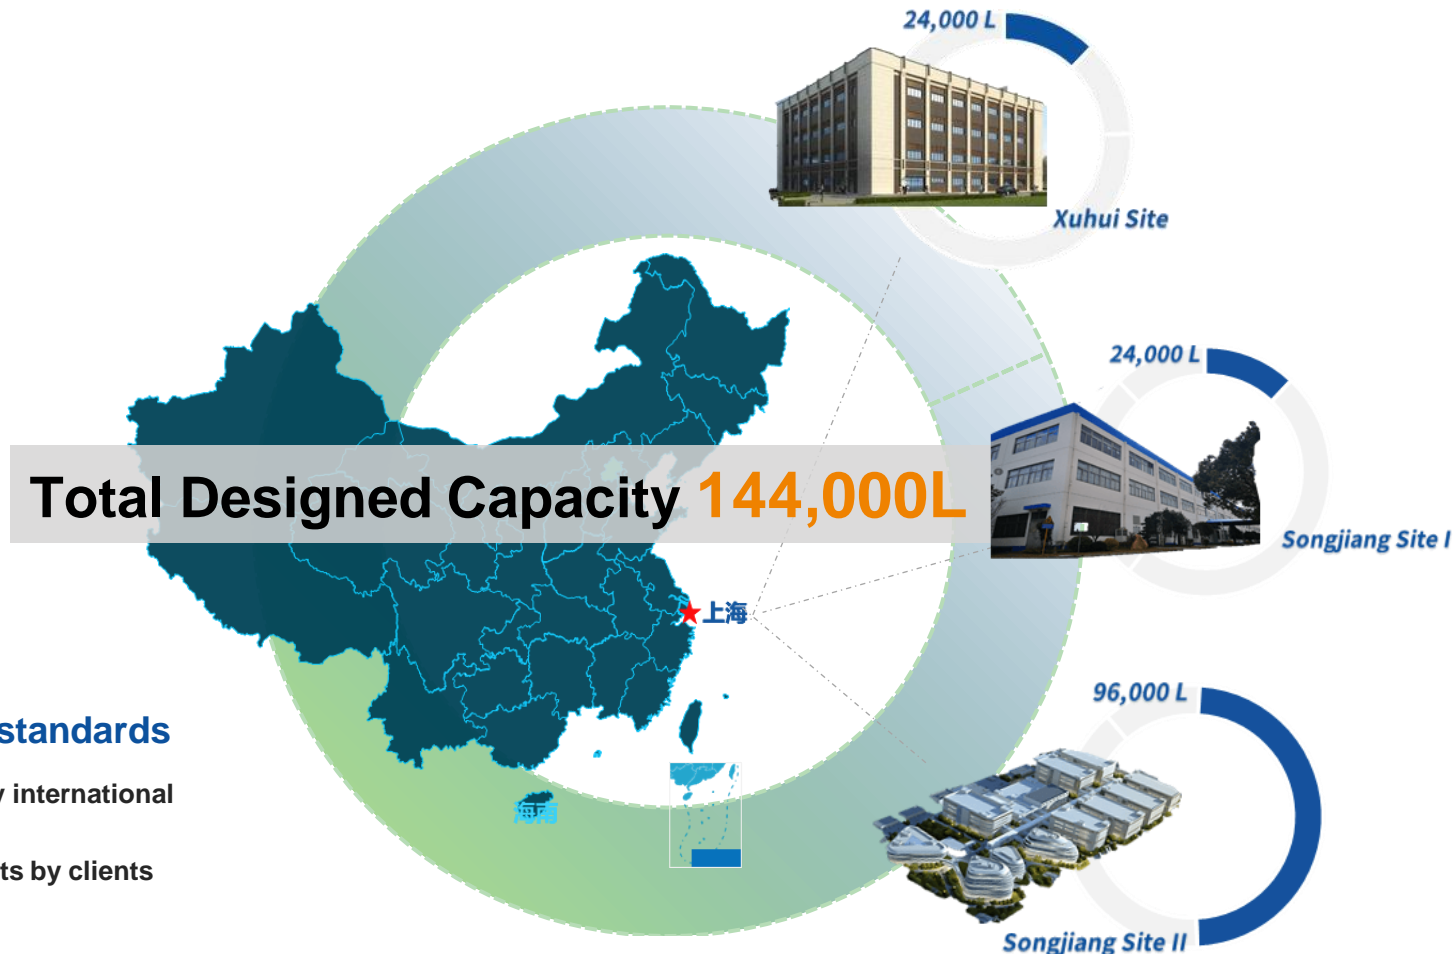 24,000 L
Xuhui Site
24,000 L
Total Designed Capacity 144,000L
Songjiang Site I
上海
96,000 L
standards
y international
海南
ts by clients
Songjiang Site II